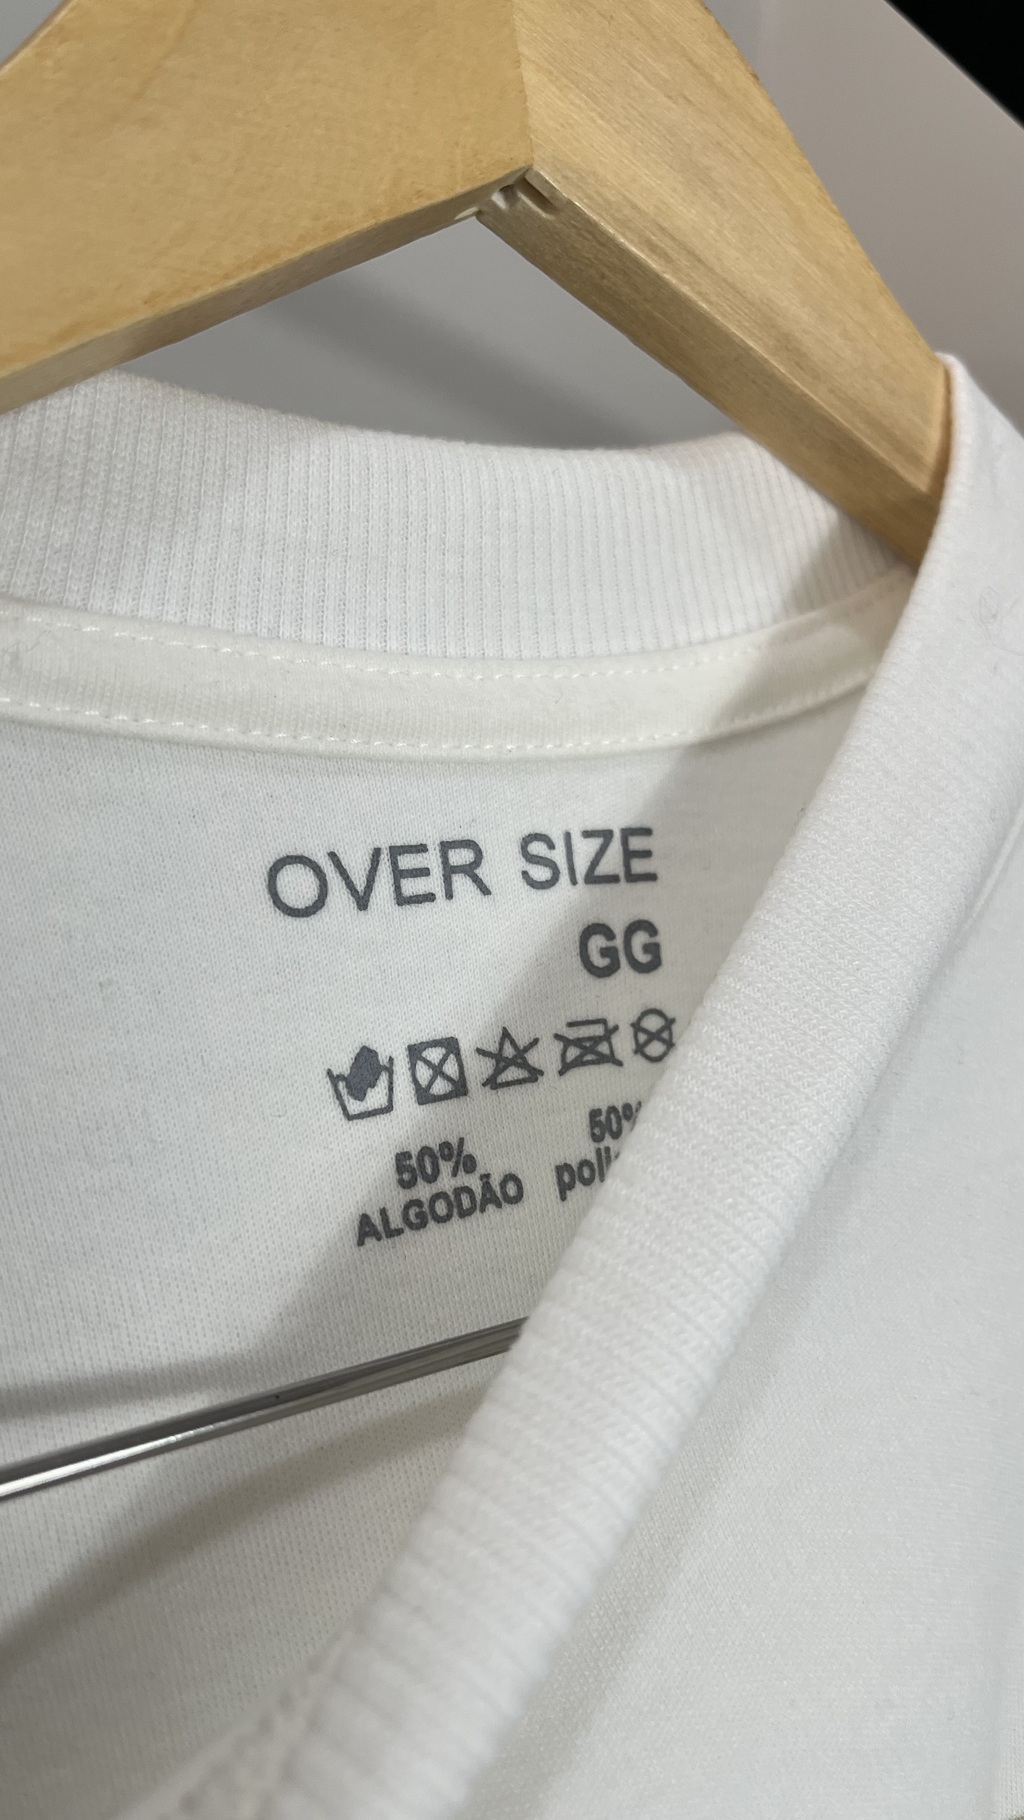 OVER SIZE
GG
50% 50%
ALGODÃO